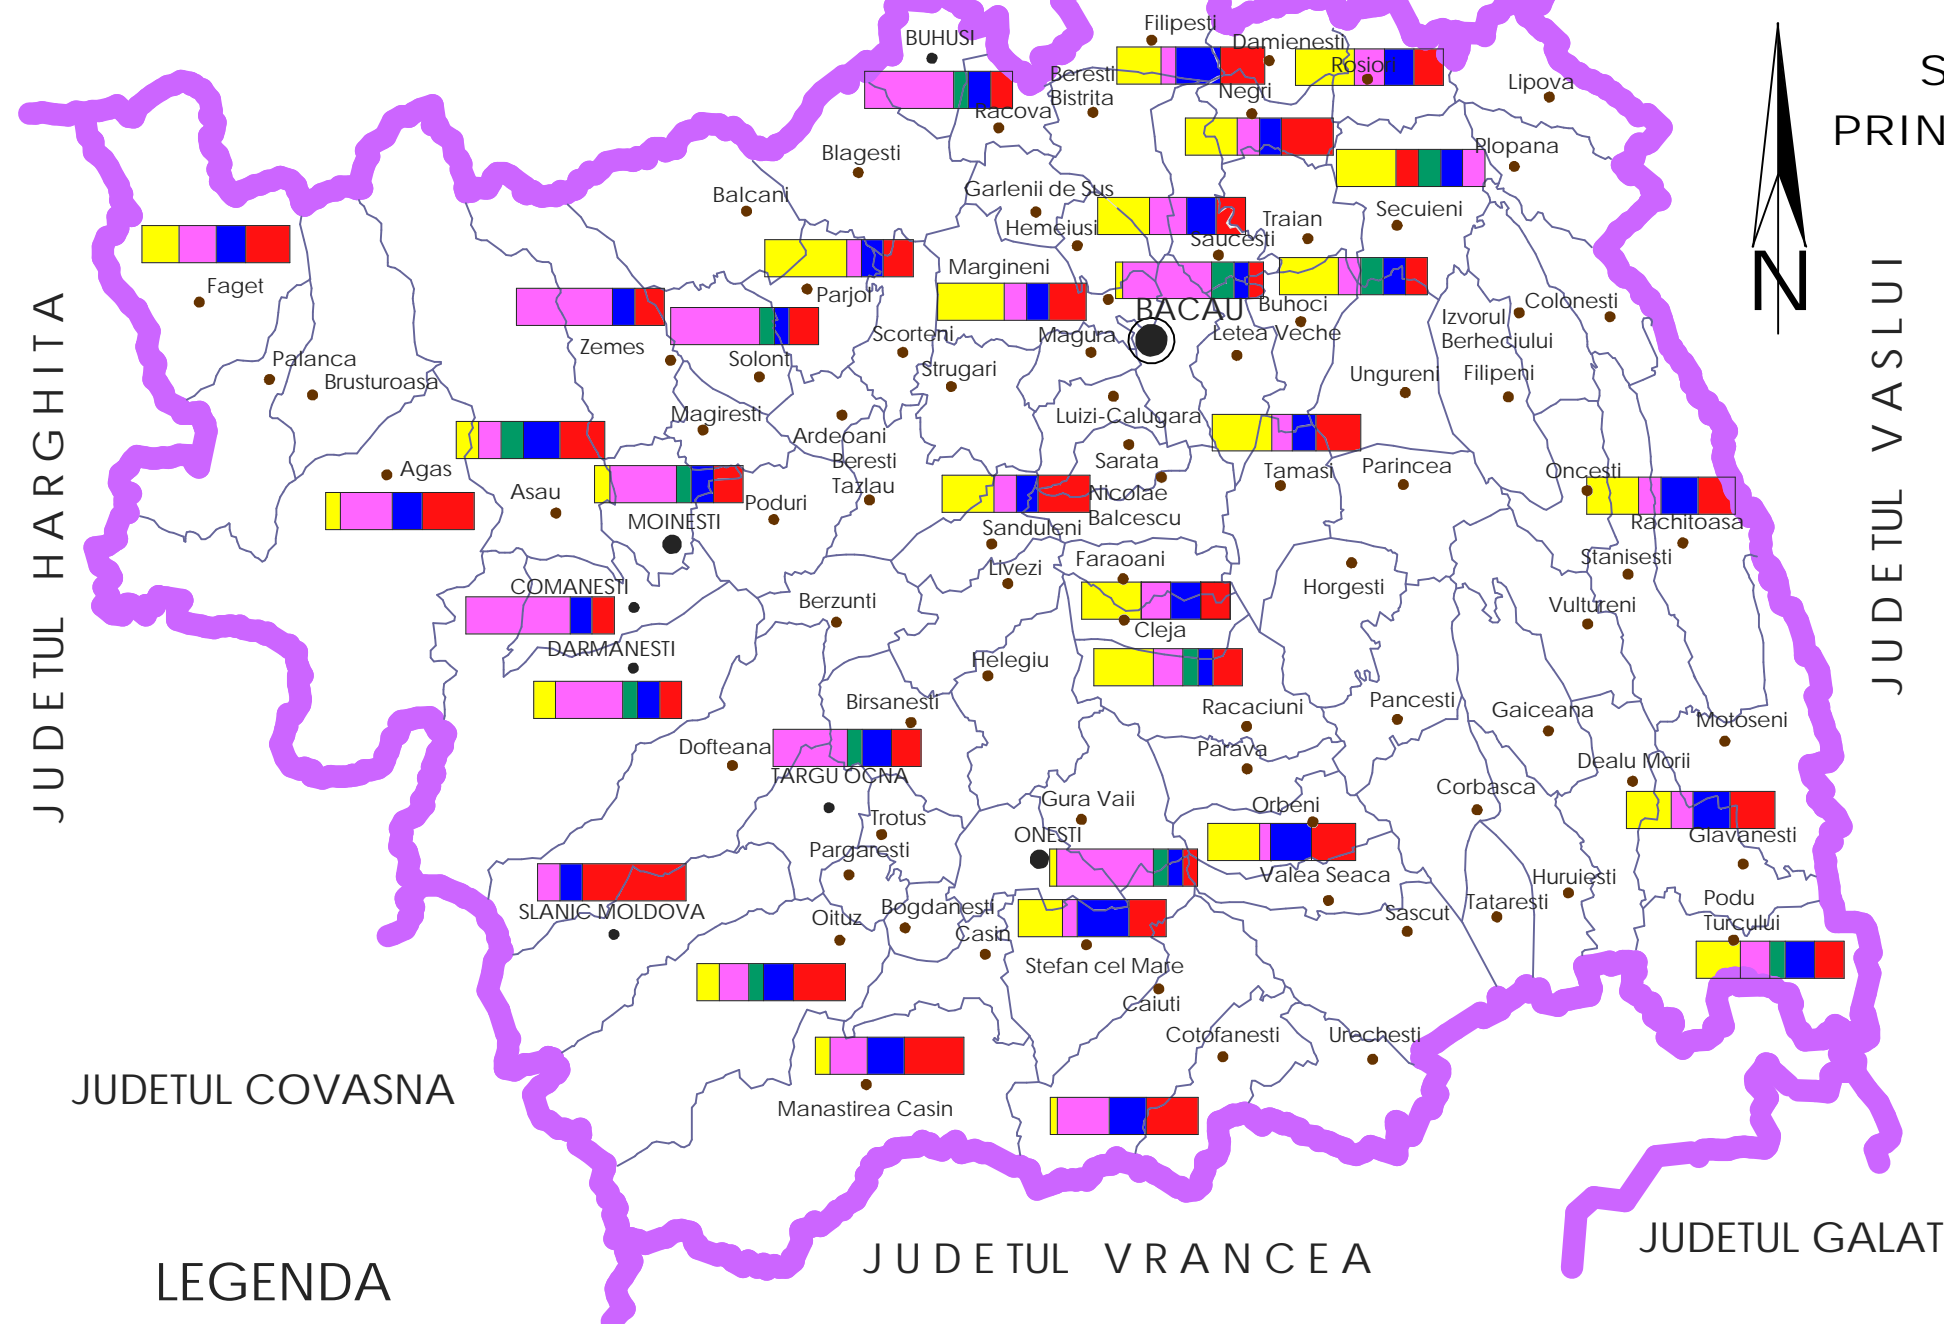 Filipesti
BUHUSI
Damienesti
S
Rosiori
Beresti
Bistrita
Lipova
Negri
Racova
PRIN
Plopana
Blagesti
Balcani
Garlenii de Sus
Secuieni
Traian
Hemeiusi
Saucesti
Margineni
N
Faget
Parjol
Colonesti
BACAU
Buhoci
Izvorul
Berheciului
Scorteni
Magura
Letea Veche
Zemes
Solont
Palanca
Brusturoasa
Strugari
Ungureni
Filipeni
Magiresti
Luizi-Calugara
Ardeoani
Beresti
Tazlau
Sarata
Tamasi
Parincea
Oncesti
Agas
Asau
Poduri
Nicolae
Balcescu
MOINESTI
Sanduleni
Rachitoasa
Livezi
Faraoani
Stanisesti
COMANESTI
Berzunti
Horgesti
Vultureni
Cleja
DARMANESTI
Helegiu
Birsanesti
Racaciuni
Pancesti
Gaiceana
Motoseni
Dofteana
Parava
Dealu Morii
TARGU OCNA
Corbasca
Gura Vaii
Orbeni
Trotus
ONESTI
Glavanesti
Pargaresti
Valea Seaca
Huruiesti
SLANIC MOLDOVA
Oituz
Bogdanesti
Casin
Sascut
Tataresti
Podu
Turcului
Stefan cel Mare
Caiuti
Cotofanesti
Urechesti
Manastirea Casin
JUDETUL HARGHITA
JUDETUL VASLUI
JUDETUL COVASNA
JUDETUL VRANCEA
JUDETUL GALAT
LEGENDA